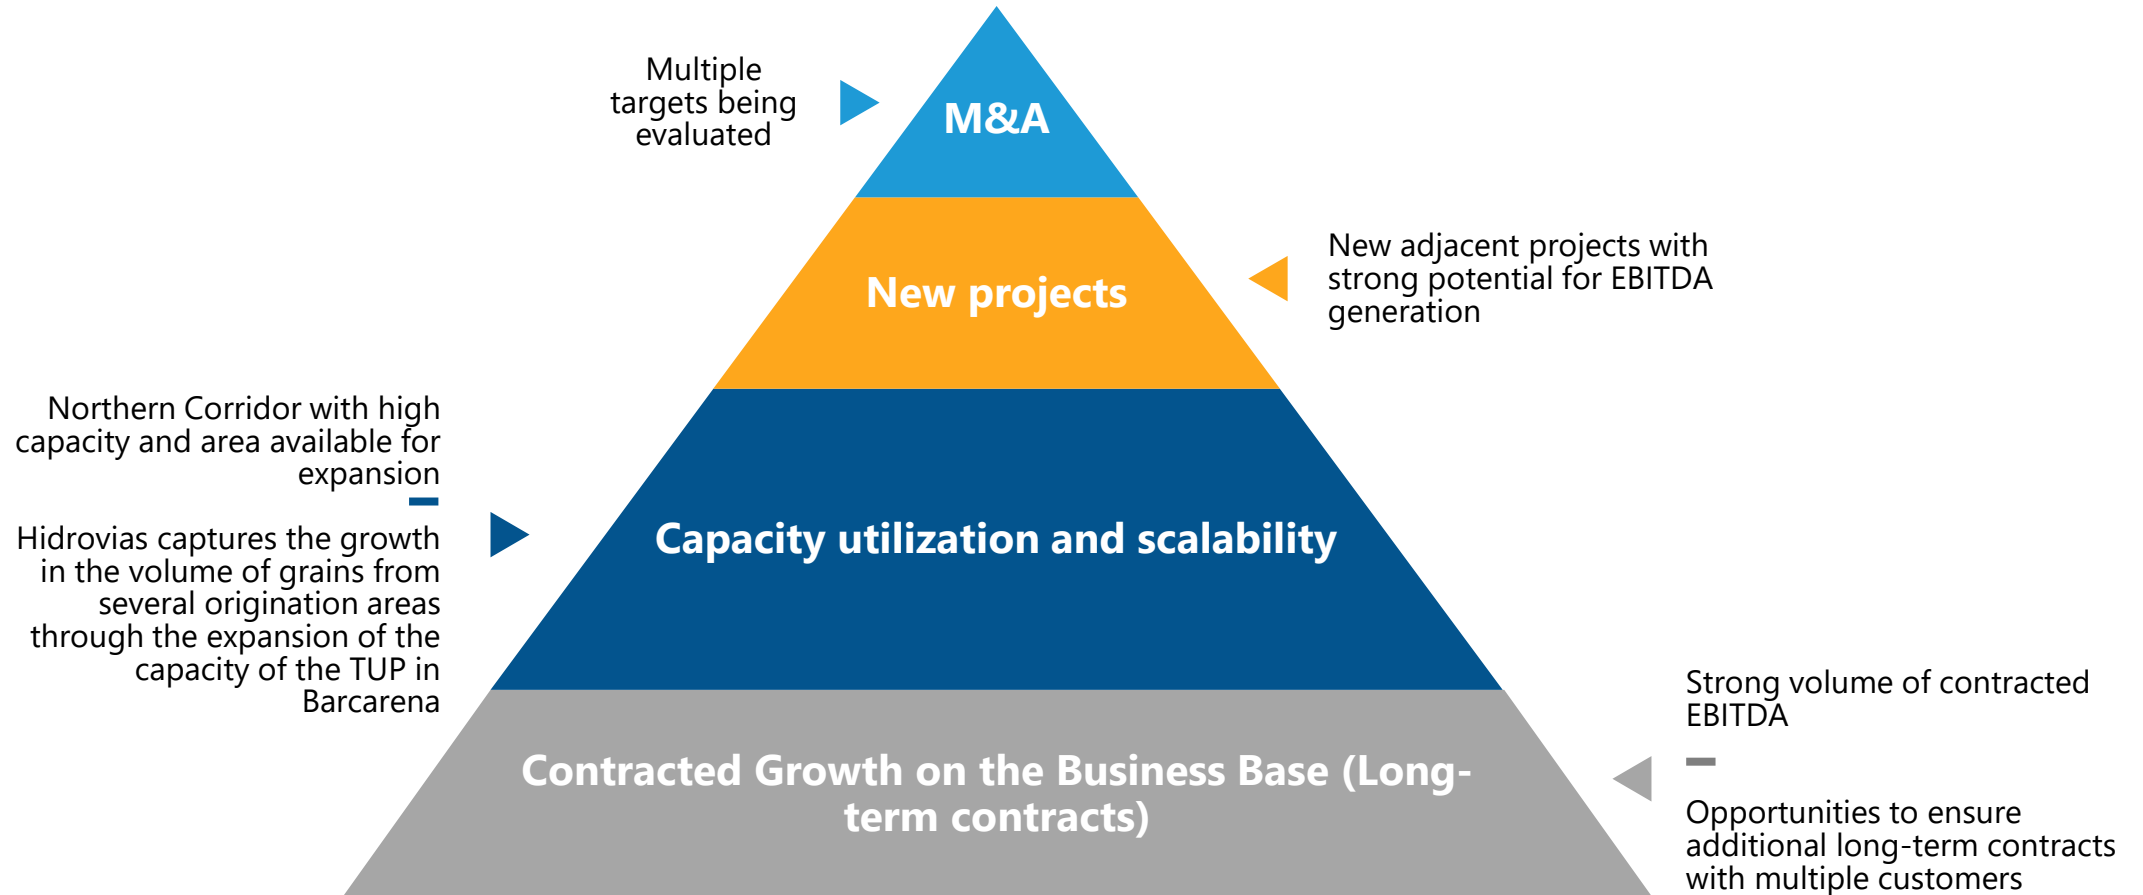 Multiple
targets being
evaluated
M&A
New projects
New adjacent projects with
strong potential for EBITDA
generation
Northern Corridor with high
capacity and area available for
expansion
Hidrovias captures the growth
in the volume of grains from
several origination areas
through the expansion of the
capacity of the TUP in
Barcarena
Capacity utilization and scalability
Contracted Growth on the Business Base (Long-
term contracts)
Strong volume of contracted
EBITDA
Opportunities to ensure
additional long-term contracts
with multiple customers